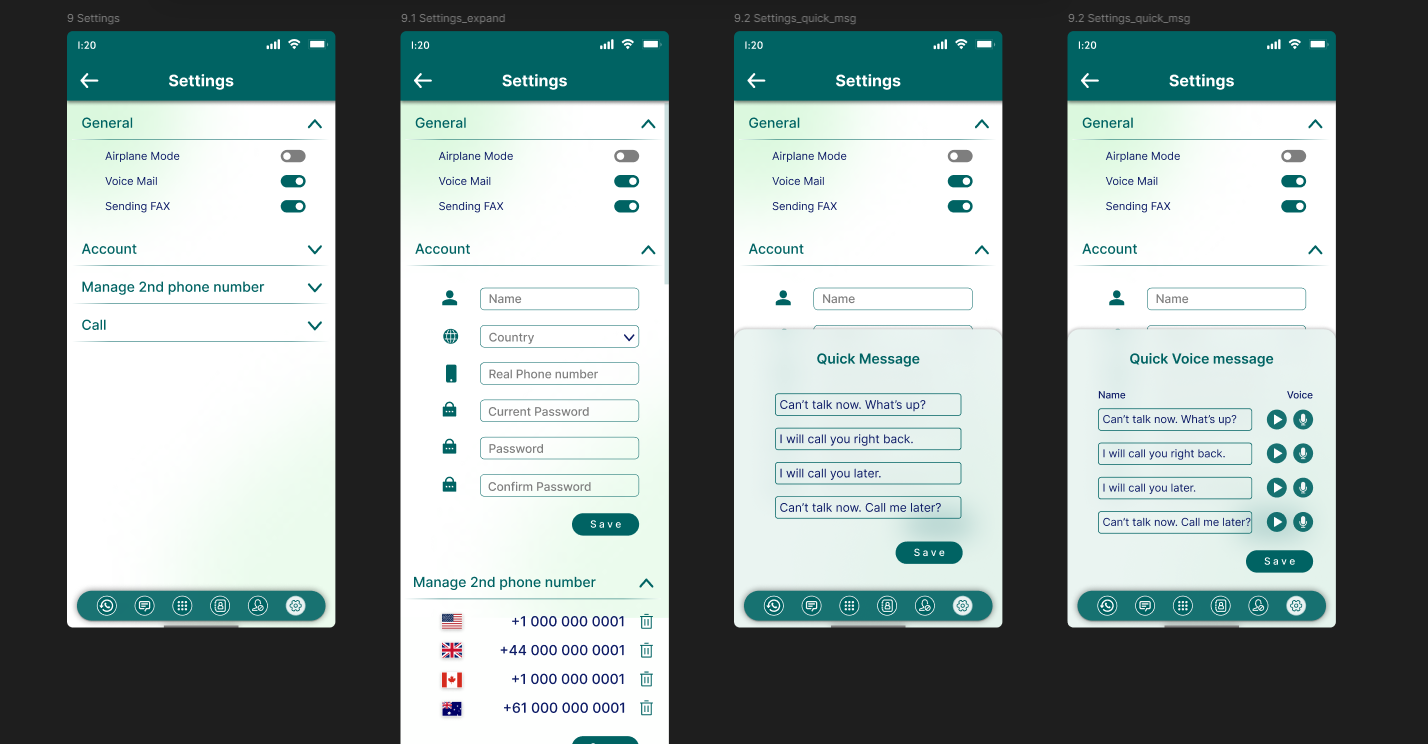 9 Settings
1:20
Settings
General
Airplane Mode
Voice Mail
Sending FAX
Account
Manage 2nd phone number
Call
9.1 Settings_expand
1:20
Settings
General
Airplane Mode
Voice Mail
Sending FAX
Account
Name
Country
Real Phone number
Current Password
Password
Confirm Password
Save
Manage 2nd phone number
+1 000 000 0001
+44 000 000 0001
+1 000 000 0001
+61 000 000 0001
9.2 Settings_quick_msg
1:20
Settings
General
Airplane Mode
Voice Mail
Sending FAX
Account
Name
Quick Message
Can't talk now. What's up?
I will call you right back.
I will call you later.
Can't talk now. Call me later?
Save
9.2 Settings_quick_msg
1:20
Settings
General
Airplane Mode
Voice Mail
Sending FAX
Account
Name
Quick Voice message
Name Voice
Can't talk now. What's up?
I will call you right back.
I will call you later.
Can't talk now. Call me later?
Save